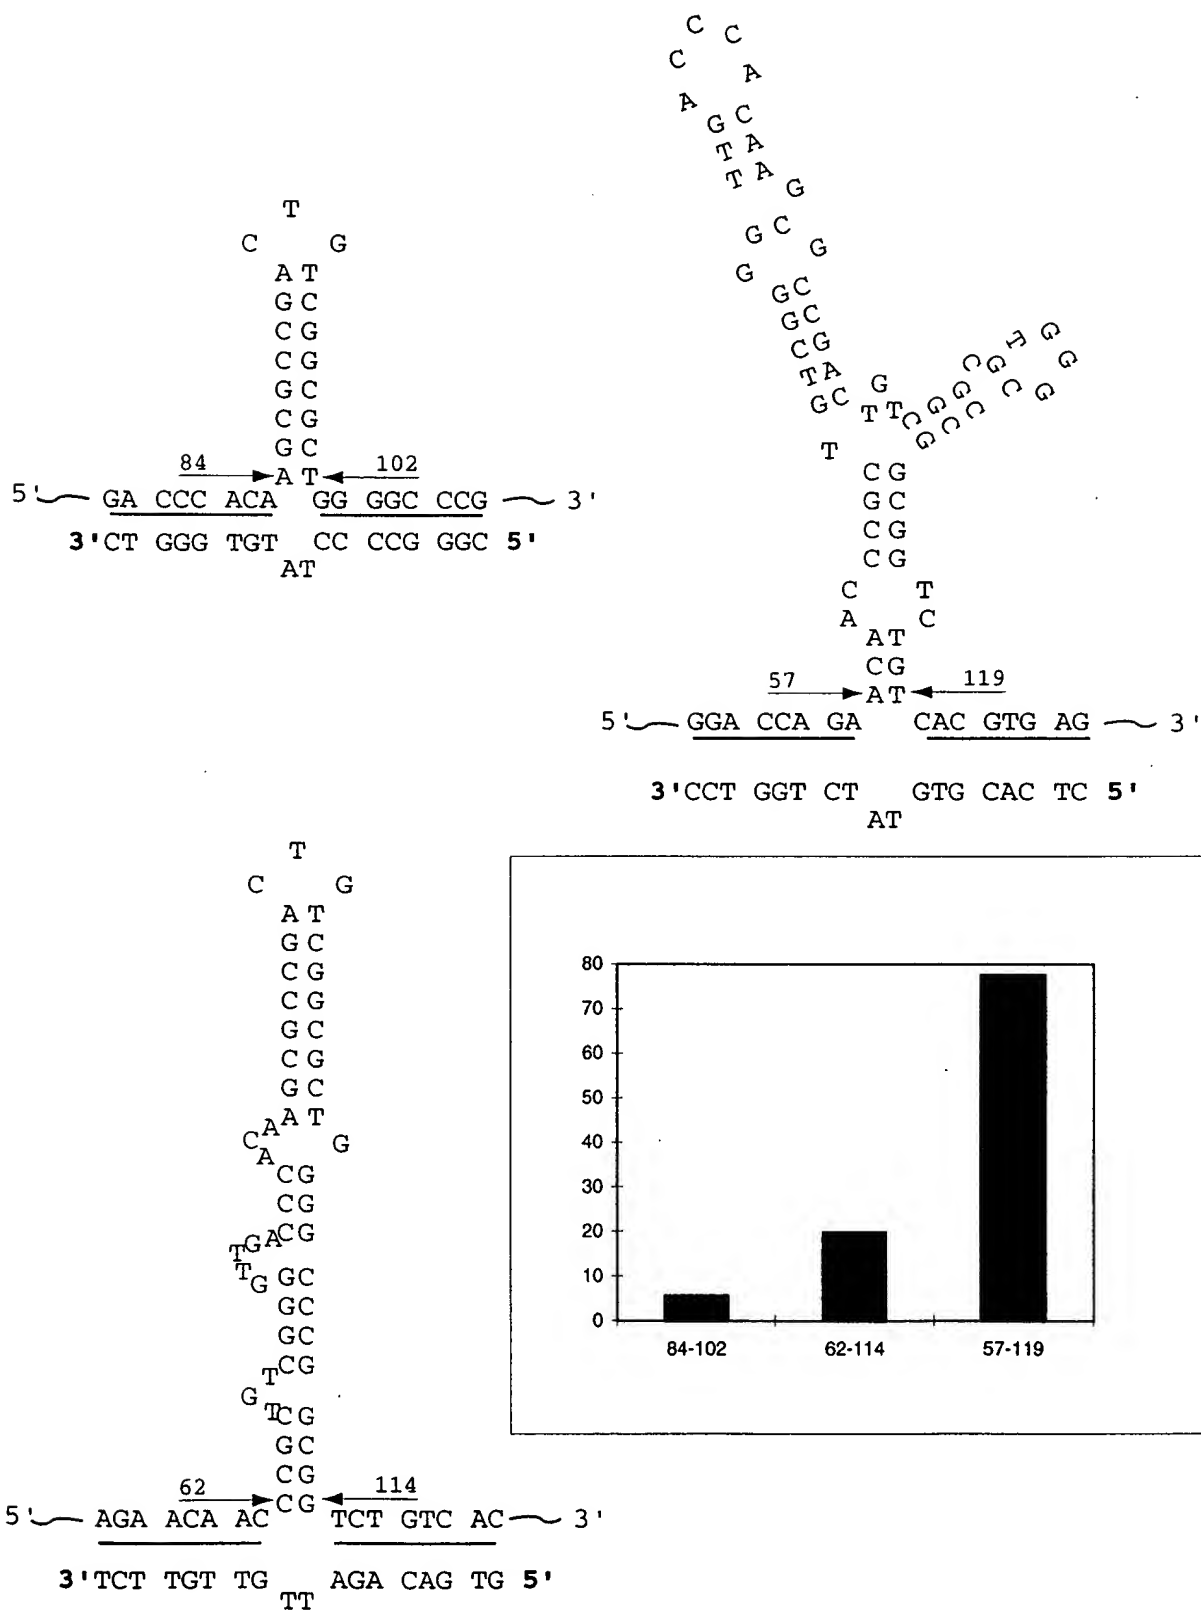 T
C G
A T
G C
C G
C G
G C
C G
G C
84 A T 102
5' GA CCC ACA GG GGC CCG 3'
3'CT GGG TGT CC CCG GGC 5'
AT
C C
C A
A C
G A
T A
T G
G C
G G
G C
G C
C G
T A
G C
T
G
T T
C G
G C
G C
C G
C G
T C
G G
G
C G
G C
C G
C G
C T
A C
A T
C G
57 A T 119
5' GGA CCA GA CAC GTG AG 3'
3'CCT GGT CT GTG CAC TC 5'
AT
T
C G
A T
G C
C G
C G
G C
C G
G C
A A T
C G
A C G
C G
T G A C G
T G G C
G C
G C
T C G
G
T C G
G C
C G
62 C G 114
5' AGA ACA AC TCT GTC AC 3'
3'TCT TGT TG AGA CAG TG 5'
TT
80
70
60
50
40
30
20
10
0
84-102 62-114 57-119